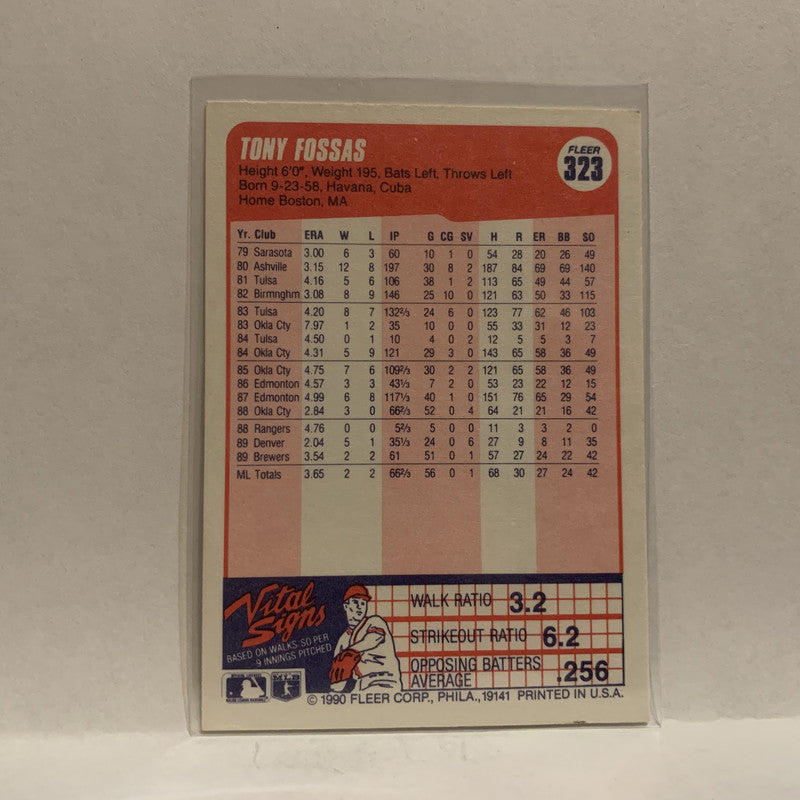 TONY FOSSAS
FLEER
323
Height 6'0", Weight 195, Bats Left, Throws Left
Born 9-23-58, Havana, Cuba
Home Boston, MA
Yr. Club ERA W L IP G CG SV H R ER BB SO
79 Sarasota 3.00 6 3 60 10 1 0 54 28 20 26 49
80 Ashville 3.15 12 8 197 30 8 2 187 84 69 69 140
81 Tulsa 4.16 5 6 106 38 1 2 113 65 49 44 57
82 Birmnghm 3.08 8 9 146 25 10 0 121 63 50 33 115
83 Tulsa 4.20 8 7 132⅔ 24 6 0 123 77 62 46 103
83 Okla Cty 7.97 1 2 35 10 0 0 55 33 31 12 23
84 Tulsa 4.50 0 1 10 4 0 0 12 5 5 3 7
84 Okla Cty 4.31 5 9 121 29 3 0 143 65 58 36 49
85 Okla Cty 4.75 7 6 109⅔ 30 2 2 121 65 58 36 49
86 Edmonton 4.57 3 3 43⅓ 7 2 0 53 23 22 12 15
87 Edmonton 4.99 6 8 117⅓ 40 1 0 151 76 65 29 54
88 Okla Cty 2.84 3 0 66⅔ 52 0 4 64 21 21 16 42
88 Rangers 4.76 0 0 5⅔ 5 0 0 11 3 3 2 0
89 Denver 2.04 5 1 35⅓ 24 0 6 27 9 8 11 35
89 Brewers 3.54 2 2 61 51 0 1 57 27 24 22 42
ML Totals 3.65 2 2 66⅔ 56 0 1 68 30 27 24 42
Vital
Signs
BASED ON WALKS: SO PER
9 INNINGS PITCHED
WALK RATIO 3.2
STRIKEOUT RATIO 6.2
OPPOSING BATTERS
AVERAGE .256
© 1990 FLEER CORP., PHILA., 19141 PRINTED IN U.S.A.